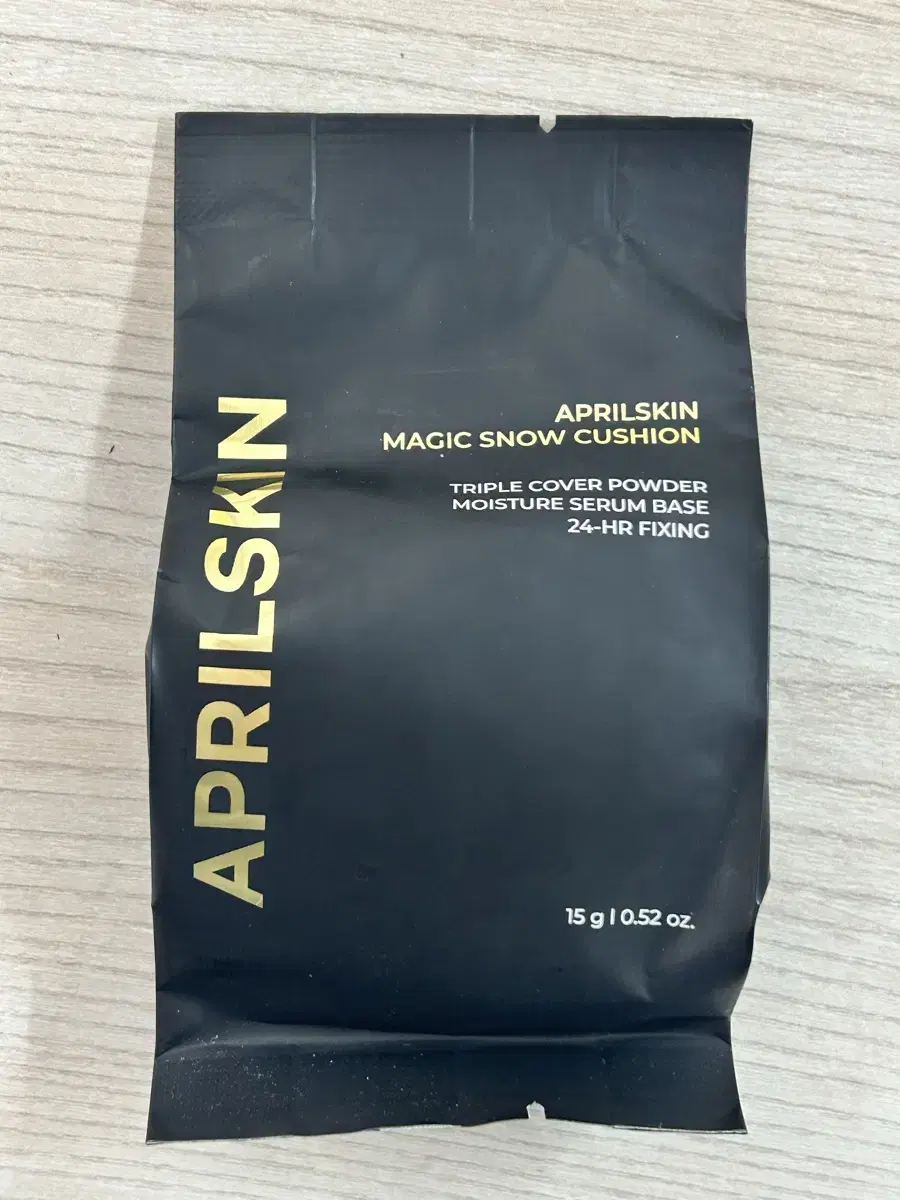 APRILSKIN
APRILSKIN
MAGIC SNOW CUSHION
TRIPLE COVER POWDER
MOISTURE SERUM BASE
24-HR FIXING
15 g | 0.52 oz.